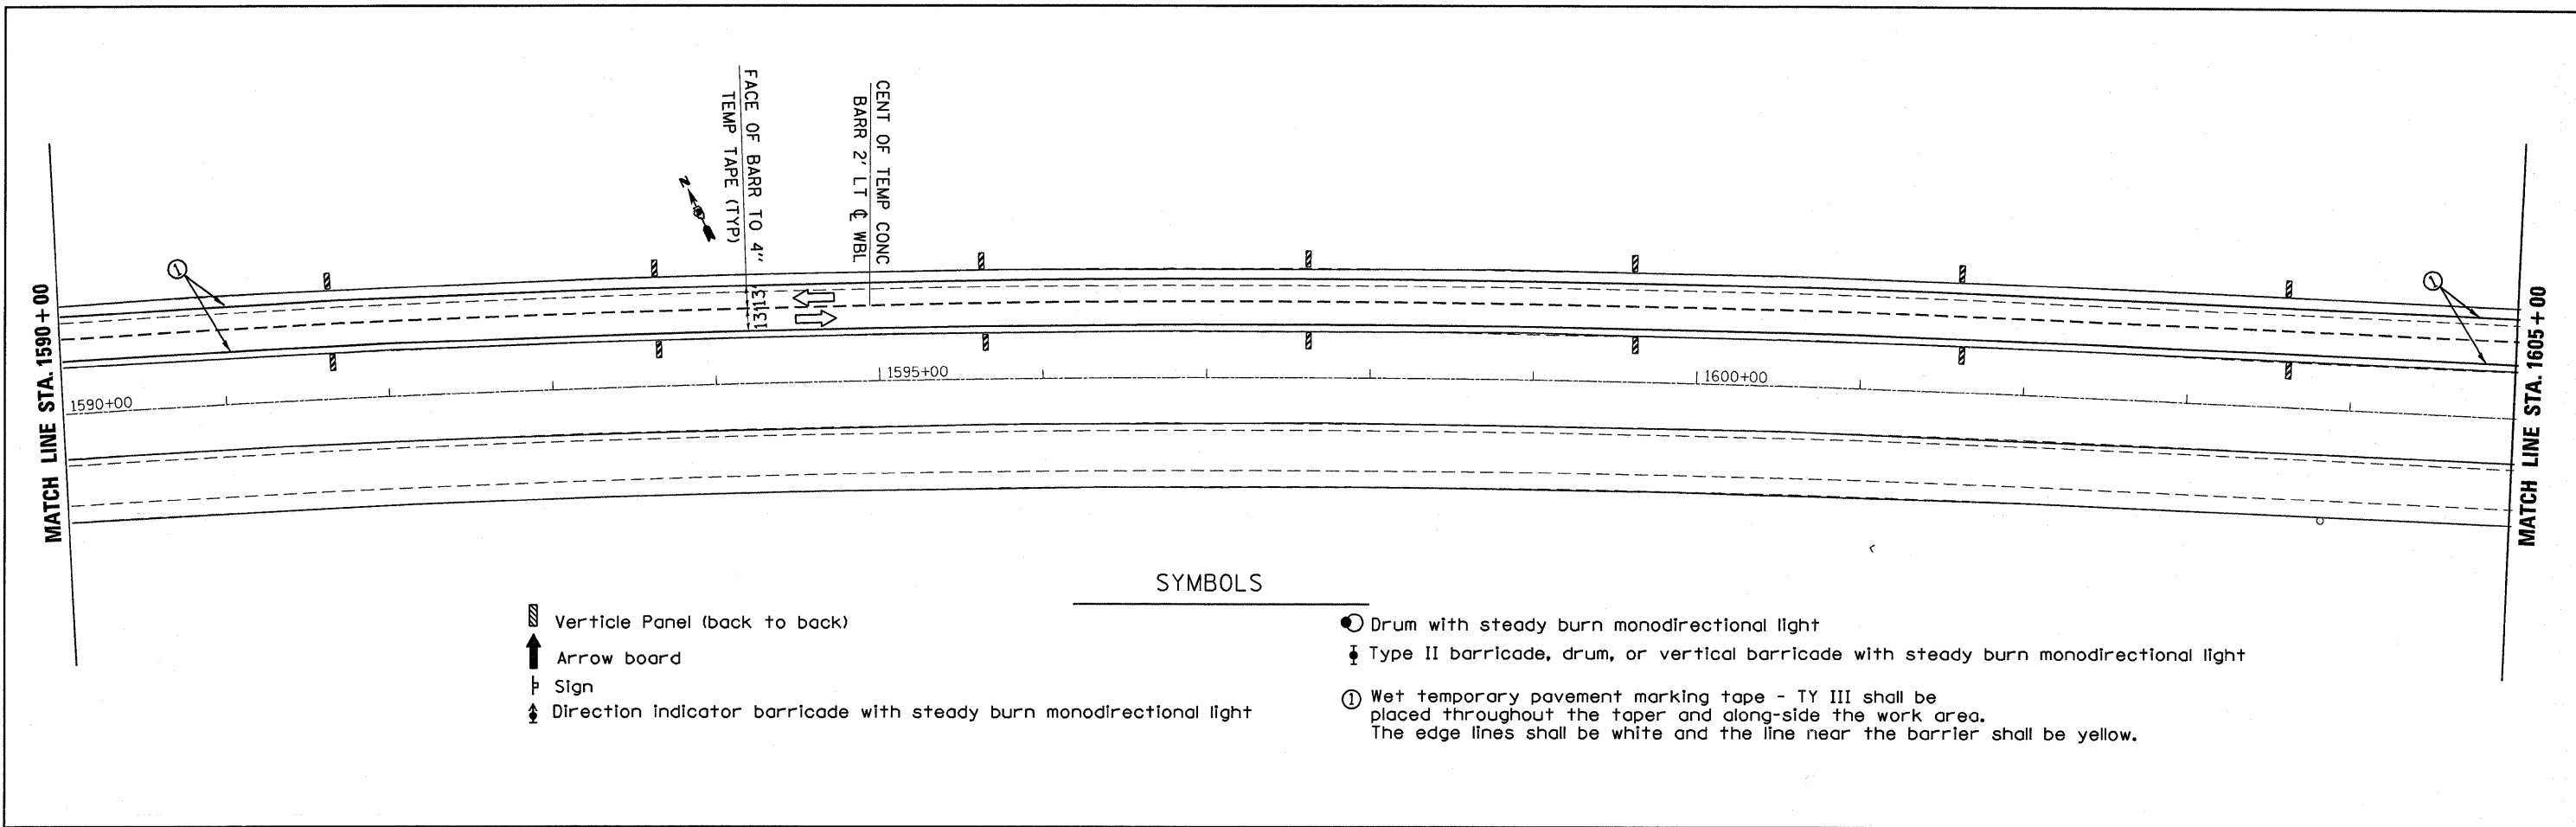 FACE OF BARR TO 4"
TEMP TAPE (TYP)
CENT OF TEMP CONC
BARR 2' LT ℄ WBL
N
1
1
13'
13'
MATCH LINE STA. 1590+00
1590+00
1595+00
1600+00
MATCH LINE STA. 1605+00
SYMBOLS
Verticle Panel (back to back)
Arrow board
Sign
Direction indicator barricade with steady burn monodirectional light
Drum with steady burn monodirectional light
Type II barricade, drum, or vertical barricade with steady burn monodirectional light
1 Wet temporary pavement marking tape - TY III shall be
placed throughout the taper and along-side the work area.
The edge lines shall be white and the line near the barrier shall be yellow.